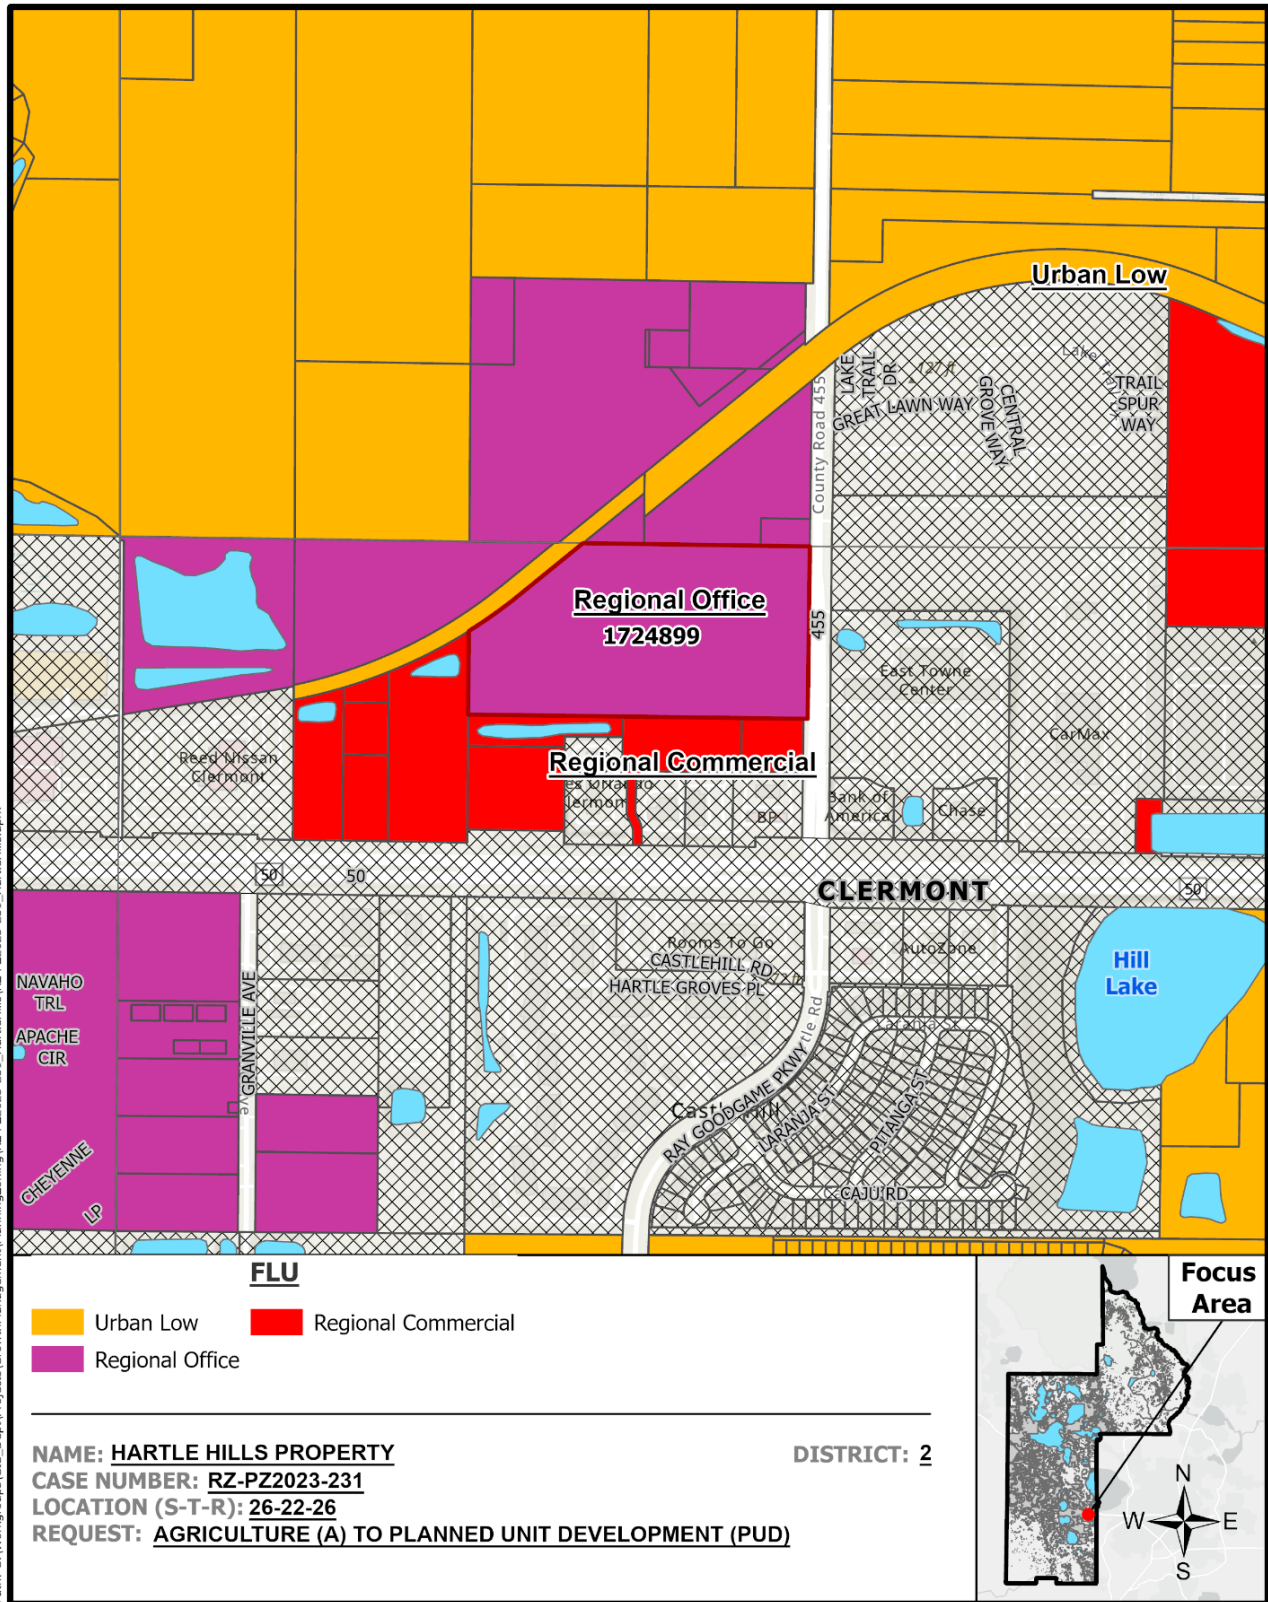 Urban Low
LAKE
TRAIL
DR
127 ft
GREAT LAWN WAY
CENTRAL
GROVE WAY
TRAIL
SPUR
WAY
County Road 455
Regional Office
1724899
455
East Towne
Center
CarMax
Reed Nissan
Clermont
Regional Commercial
BP
Bank of
America
Chase
50
50
CLERMONT
50
Rooms To Go
CASTLEHILL RD
HARTLE GROVES PL
AutoZone
Hill
Lake
NAVAHO
TRL
APACHE
CIR
GRANVILLE AVE
CHEYENNE
LP
RAY GOODGAME PKWY
LARANJA ST
PITANGA ST
CAJU RD
FLU
Urban Low
Regional Commercial
Regional Office
Focus
Area
NAME: HARTLE HILLS PROPERTY
DISTRICT: 2
CASE NUMBER: RZ-PZ2023-231
LOCATION (S-T-R): 26-22-26
REQUEST: AGRICULTURE (A) TO PLANNED UNIT DEVELOPMENT (PUD)
N
W
E
S